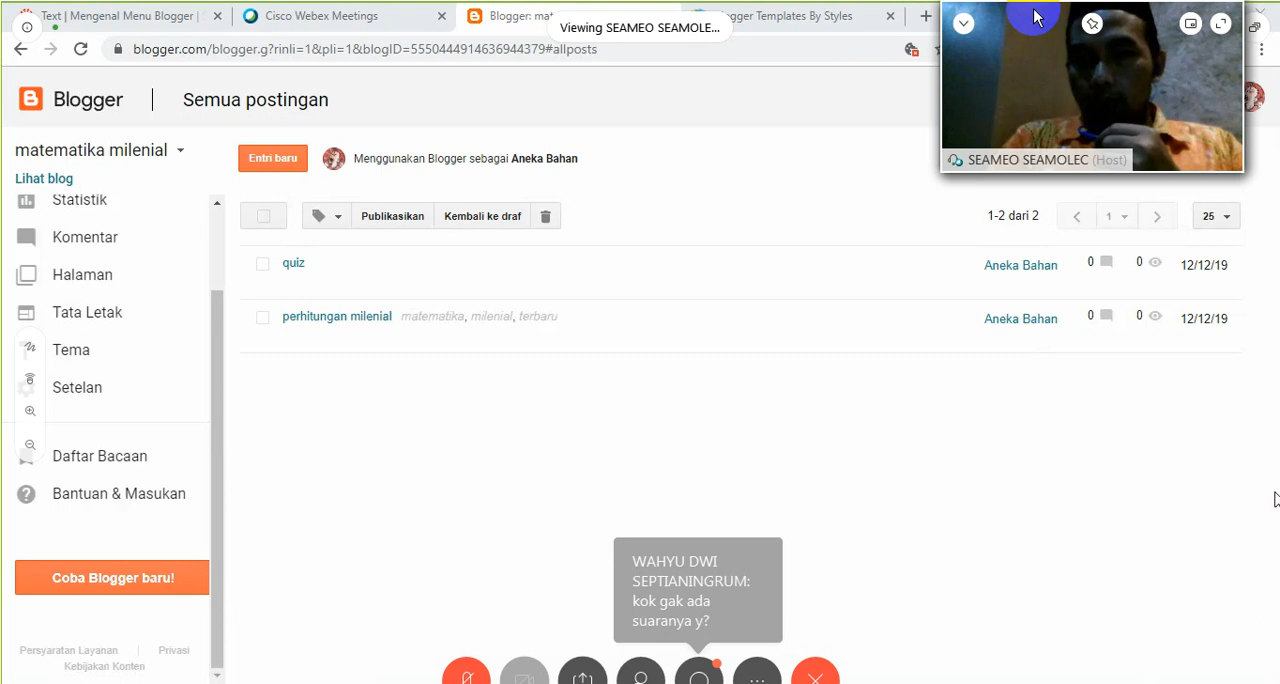 Text | Mengenal Menu Blogger |
Cisco Webex Meetings
Blogger: mat
Viewing SEAMEO SEAMOLE...
gger Templates By Styles
blogger.com/blogger.g?rinli=1&pli=1&blogID=5550444914636944379#allposts
Blogger
Semua postingan
SEAMEO SEAMOLEC (Host)
matematika milenial
Lihat blog
Entri baru
Menggunakan Blogger sebagai Aneka Bahan
Statistik
Komentar
Halaman
Tata Letak
Tema
Setelan
Daftar Bacaan
Bantuan & Masukan
Coba Blogger baru!
Persyaratan Layanan
Privasi
Kebijakan Konten
Publikasikan
Kembali ke draf
1-2 dari 2
1
25
quiz
Aneka Bahan
0
0
12/12/19
perhitungan milenial matematika, milenial, terbaru
Aneka Bahan
0
0
12/12/19
WAHYU DWI
SEPTIANINGRUM:
kok gak ada
suaranya y?